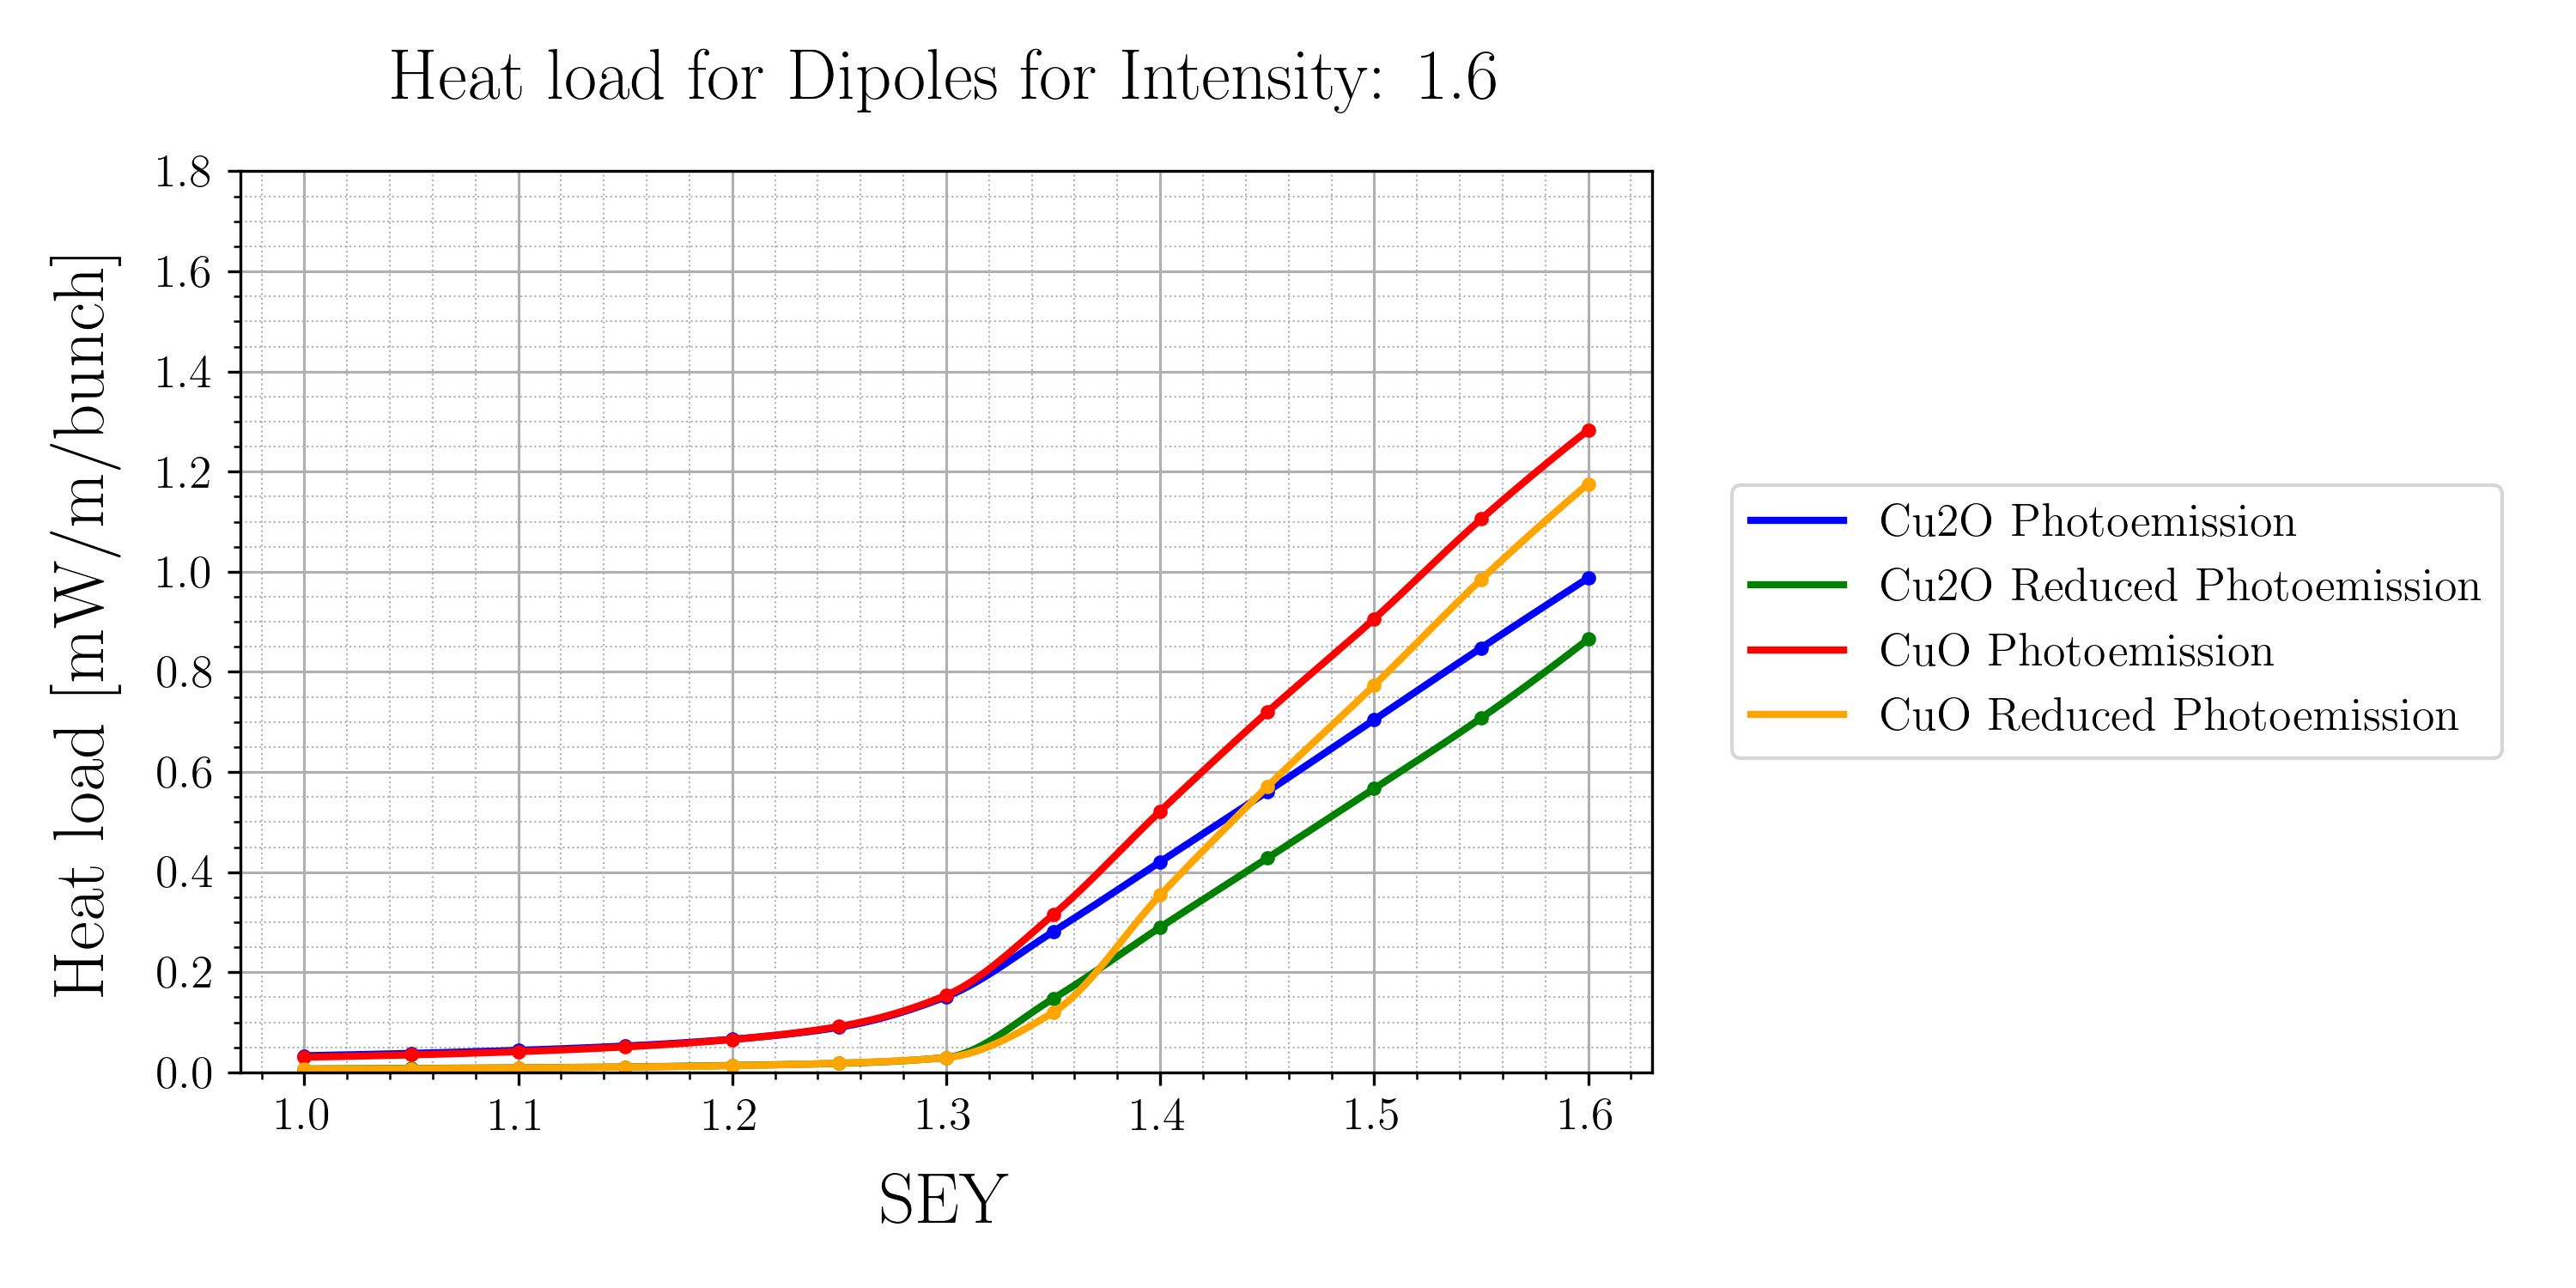 Heat load for Dipoles for Intensity: 1.6
Heat load [mW/m/bunch]
1.8
1.6
1.4
1.2
1.0
0.8
0.6
0.4
0.2
0.0
1.0 1.1 1.2 1.3 1.4 1.5 1.6
SEY
Cu2O Photoemission
Cu2O Reduced Photoemission
CuO Photoemission
CuO Reduced Photoemission